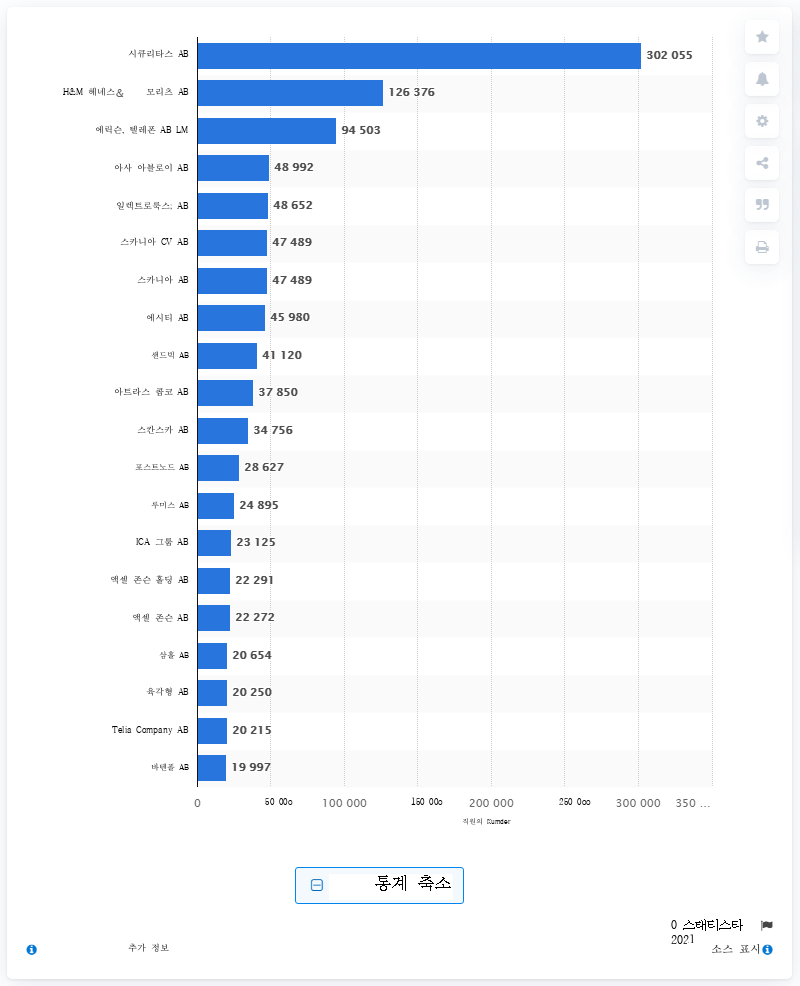 시큐리타스 AB 302 055
H&M 헤네스& 모리츠 AB 126 376
에릭슨, 텔레폰 AB LM 94 503
아사 아블로이 AB 48 992
일렉트로룩스; AB 48 652
스카니아 CV AB 47 489
스카니아 AB 47 489
에시티 AB 45 980
샌드빅 AB 41 120
아트라스 콥코 AB 37 850
스칸스카 AB 34 756
포스트노드 AB 28 627
루미스 AB 24 895
ICA 그룹 AB 23 125
액셀 존슨 홀딩 AB 22 291
액셀 존슨 AB 22 272
삼홀 AB 20 654
육각형 AB 20 250
Telia Company AB 20 215
바텐폴 AB 19 997
0 50 00o 100 000 150 00o 200 000 250 0oo 300 000 350 ...
직원의 Rumder
통계 축소
0 스태티스타
2021
추가 정보 소스 표시